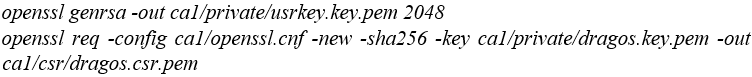 openssl genrsa -out ca1/private/usrkey.key.pem 2048
openssl req -config ca1/openssl.cnf -new -sha256 -key ca1/private/dragos.key.pem -out
ca1/csr/dragos.csr.pem